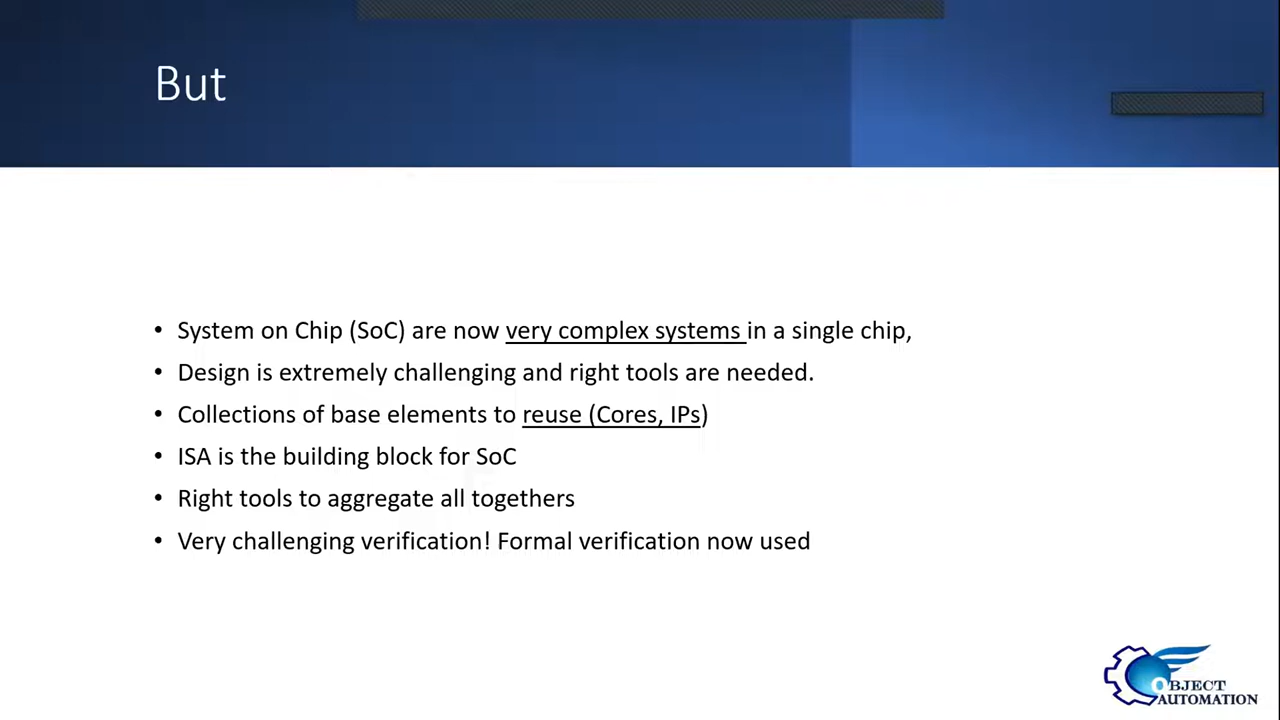 But
• System on Chip (SoC) are now very complex systems in a single chip,
• Design is extremely challenging and right tools are needed.
• Collections of base elements to reuse (Cores, IPs)
• ISA is the building block for SoC
• Right tools to aggregate all togethers
• Very challenging verification! Formal verification now used
OBJECT
AUTOMATION